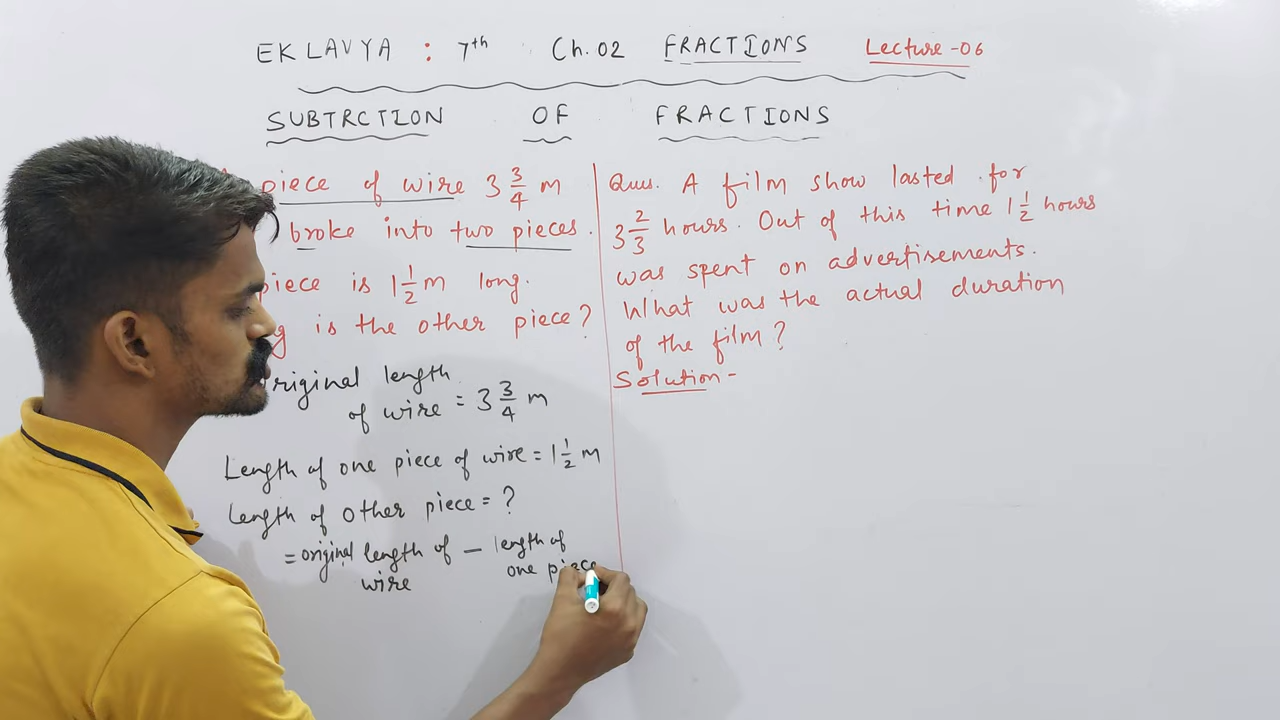 EKLAVYA : 7th Ch.02 FRACTIONS Lecture-06
SUBTRCTION OF FRACTIONS
piece of wire 3 3/4 m
broke into two pieces.
piece is 1 1/2 m long.
is the other piece?
original length
of wire = 3 3/4 m
Length of one piece of wire = 1 1/2 m
Length of other piece = ?
= original length of - length of
wire one piece
Ques. A film show lasted for
3 2/3 hours. Out of this time 1 1/2 hours
was spent on advertisements.
What was the actual duration
of the film?
Solution-